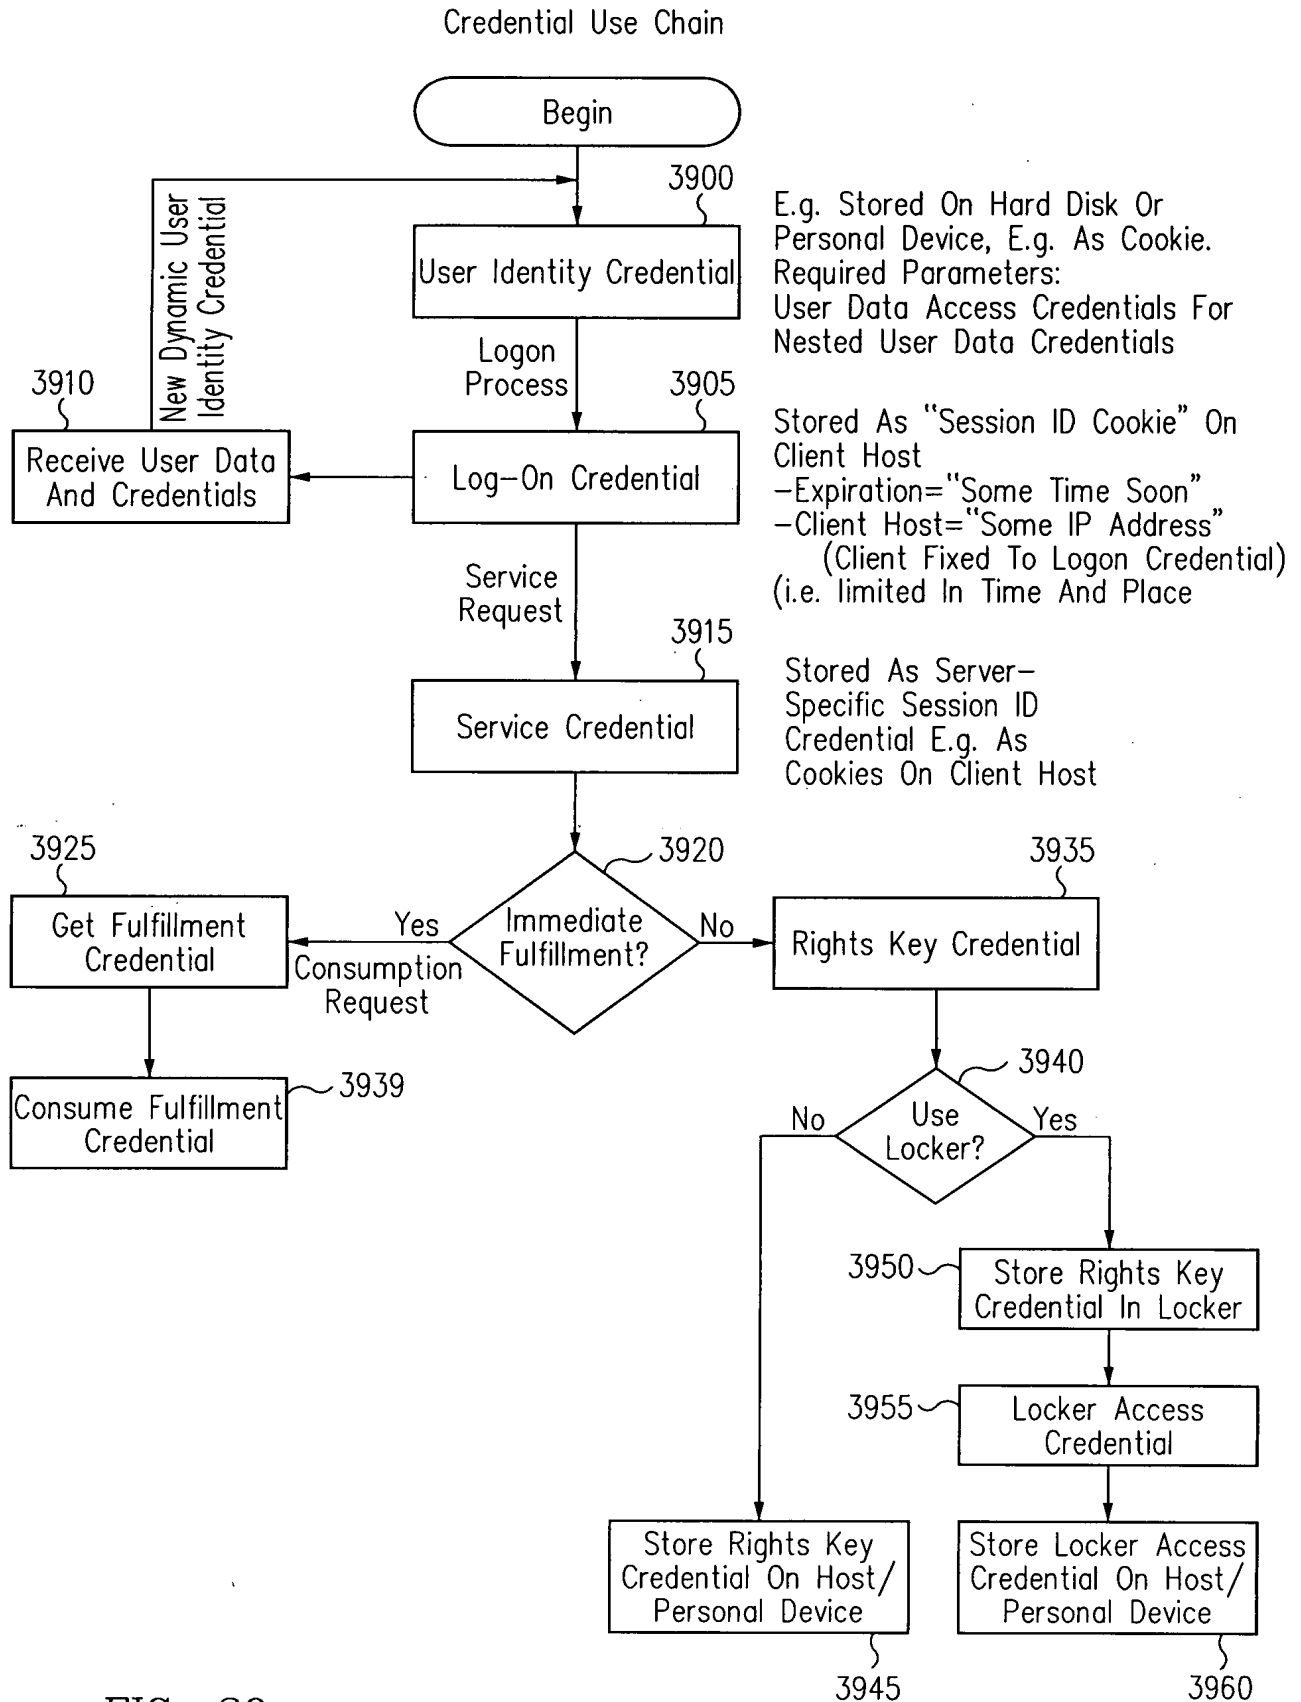 Credential Use Chain
Begin
3900
User Identity Credential
E.g. Stored On Hard Disk Or
Personal Device, E.g. As Cookie.
Required Parameters:
User Data Access Credentials For
Nested User Data Credentials
New Dynamic User
Identity Credential
Logon
Process
3910
Receive User Data
And Credentials
3905
Log-On Credential
Stored As "Session ID Cookie" On
Client Host
-Expiration="Some Time Soon"
-Client Host="Some IP Address"
(Client Fixed To Logon Credential)
(i.e. limited In Time And Place
Service
Request
3915
Service Credential
Stored As Server-
Specific Session ID
Credential E.g. As
Cookies On Client Host
3920
Immediate
Fulfillment?
Yes
Consumption
Request
3925
Get Fulfillment
Credential
3939
Consume Fulfillment
Credential
No
3935
Rights Key Credential
3940
Use
Locker?
No
Yes
3950
Store Rights Key
Credential In Locker
3955
Locker Access
Credential
Store Rights Key
Credential On Host/
Personal Device
3945
Store Locker Access
Credential On Host/
Personal Device
3960